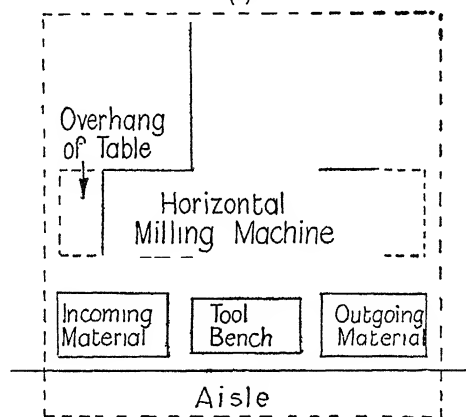 Overhang
of Table
Horizontal
Milling Machine
Incoming
Material
Tool
Bench
Outgoing
Material
Aisle